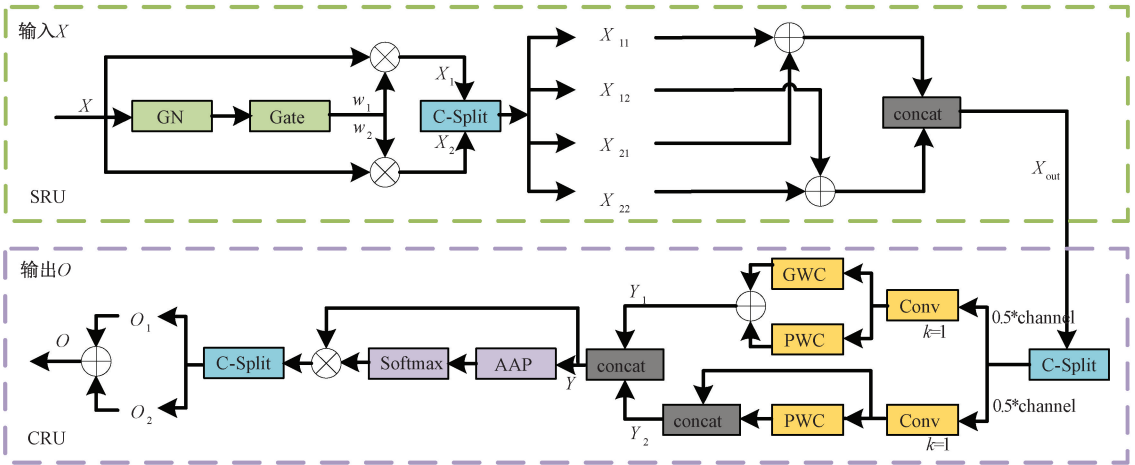 输入X
X
GN
Gate
w1
w2
X1
C-Split
X2
X11
X12
X21
X22
concat
Xout
SRU
输出O
O
O1
O2
C-Split
Softmax
AAP
Y
concat
Y1
Y2
GWC
PWC
Conv
k=1
0.5*channel
C-Split
0.5*channel
concat
PWC
Conv
k=1
CRU